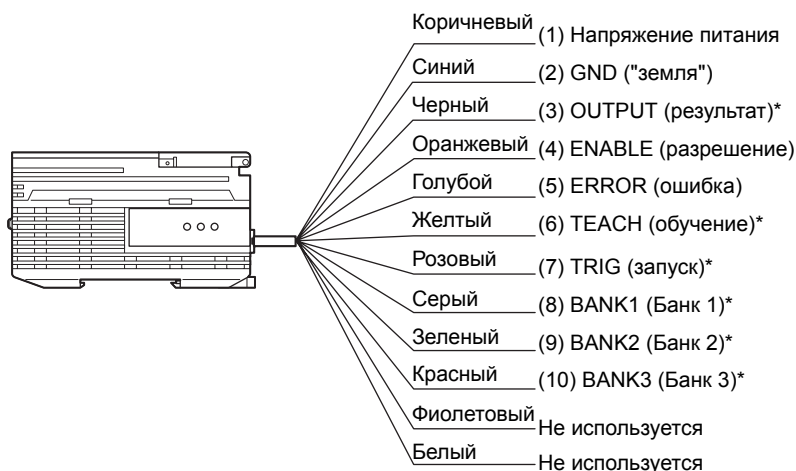 Коричневый (1) Напряжение питания
Синий (2) GND ("земля")
Черный (3) OUTPUT (результат)*
Оранжевый (4) ENABLE (разрешение)
Голубой (5) ERROR (ошибка)
Желтый (6) TEACH (обучение)*
Розовый (7) TRIG (запуск)*
Серый (8) BANK1 (Банк 1)*
Зеленый (9) BANK2 (Банк 2)*
Красный (10) BANK3 (Банк 3)*
Фиолетовый Не используется
Белый Не используется